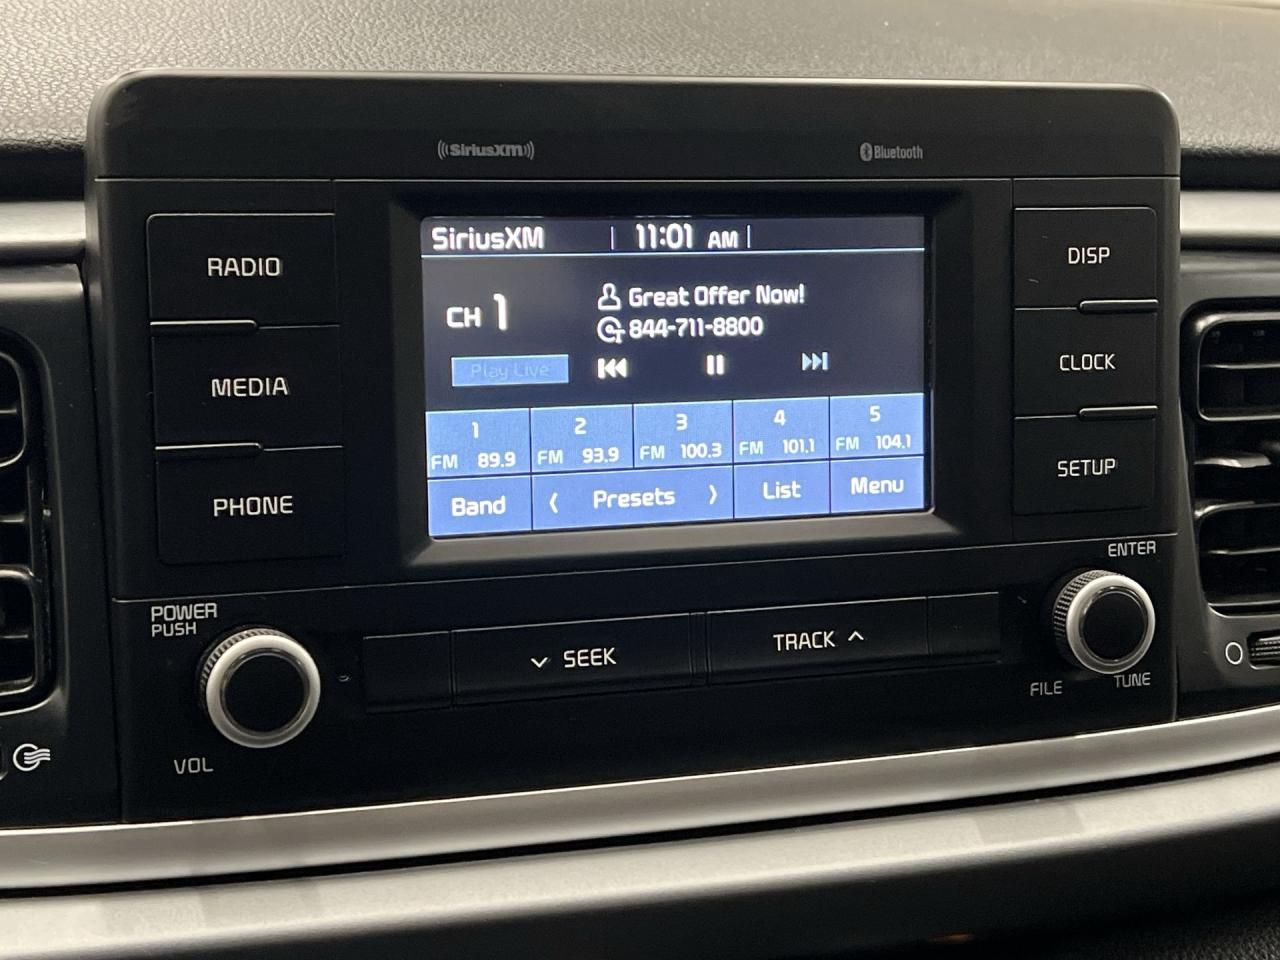 ((SiriusXM))
Bluetooth
RADIO
MEDIA
PHONE
SiriusXM | 11:01 AM |
CH 1
Great Offer Now!
844-711-8800
Play Live
1 2 3 4 5
FM 89.9 FM 93.9 FM 100.3 FM 101.1 FM 104.1
Band Presets List Menu
DISP
CLOCK
SETUP
POWER
PUSH
VOL
SEEK
TRACK
ENTER
FILE
TUNE